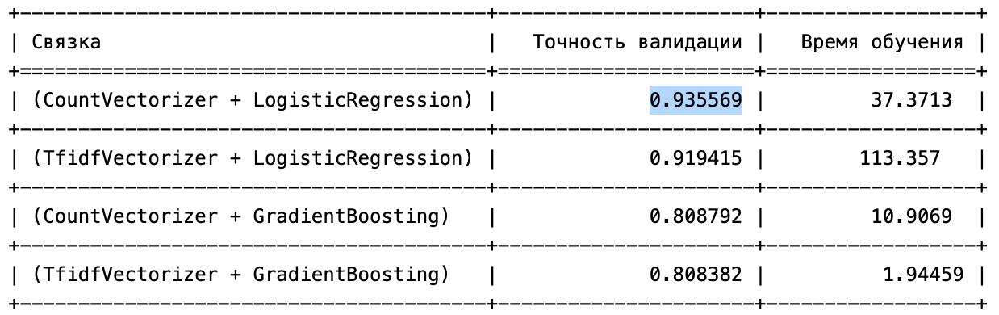 | Связка | Точность валидации | Время обучения |
| (CountVectorizer + LogisticRegression) | 0.935569 | 37.3713 |
| (TfidfVectorizer + LogisticRegression) | 0.919415 | 113.357 |
| (CountVectorizer + GradientBoosting) | 0.808792 | 10.9069 |
| (TfidfVectorizer + GradientBoosting) | 0.808382 | 1.94459 |